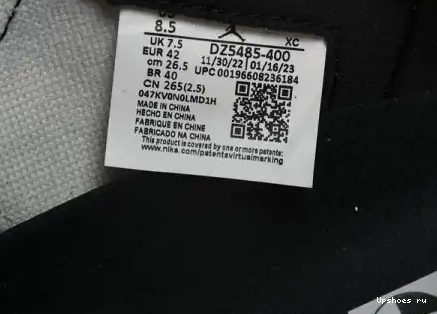 US
8.5
XC
UK 7.5
DZ5485-400
EUR 42
11/30/22 01/16/23
cm 26.5
UPC 00196608236184
BR 40
CN 265(2.5)
047KV0N0LMD1H
MADE IN CHINA
HECHO EN CHINA
FABRIQUE EN CHINE
FABRICADO NA CHINA
This product is covered by one or more patents. See
www.nike.com/patentsvirtualmarking
Upshoes ru